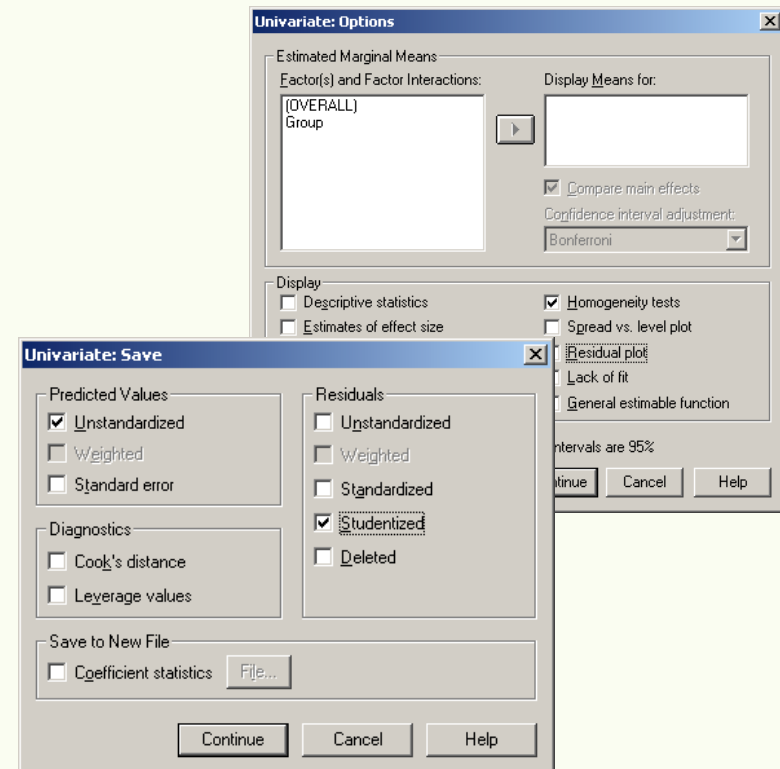 Univariate: Options
Estimated Marginal Means
Factor(s) and Factor Interactions:
Display Means for:
(OVERALL)
Group
Compare main effects
Confidence interval adjustment:
Bonferroni
Display
Descriptive statistics
Homogeneity tests
Estimates of effect size
Spread vs. level plot
Residual plot
Lack of fit
General estimable function
ntervals are 95%
tinue
Cancel
Help
Univariate: Save
Predicted Values
Unstandardized
Weighted
Standard error
Diagnostics
Cook's distance
Leverage values
Residuals
Unstandardized
Weighted
Standardized
Studentized
Deleted
Save to New File
Coefficient statistics
File...
Continue
Cancel
Help